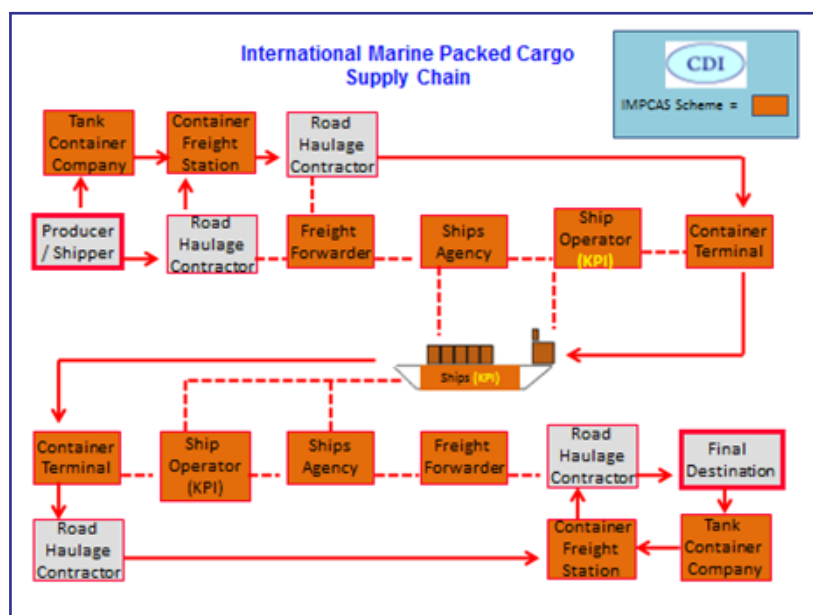 International Marine Packed Cargo
Supply Chain
CDI
IMPCAS Scheme =
Tank
Container
Company
Container
Freight
Station
Road
Haulage
Contractor
Producer
/ Shipper
Road
Haulage
Contractor
Freight
Forwarder
Ships
Agency
Ship
Operator
(KPI)
Container
Terminal
Ships (KPI)
Container
Terminal
Ship
Operator
(KPI)
Ships
Agency
Freight
Forwarder
Road
Haulage
Contractor
Final
Destination
Road
Haulage
Contractor
Container
Freight
Station
Tank
Container
Company